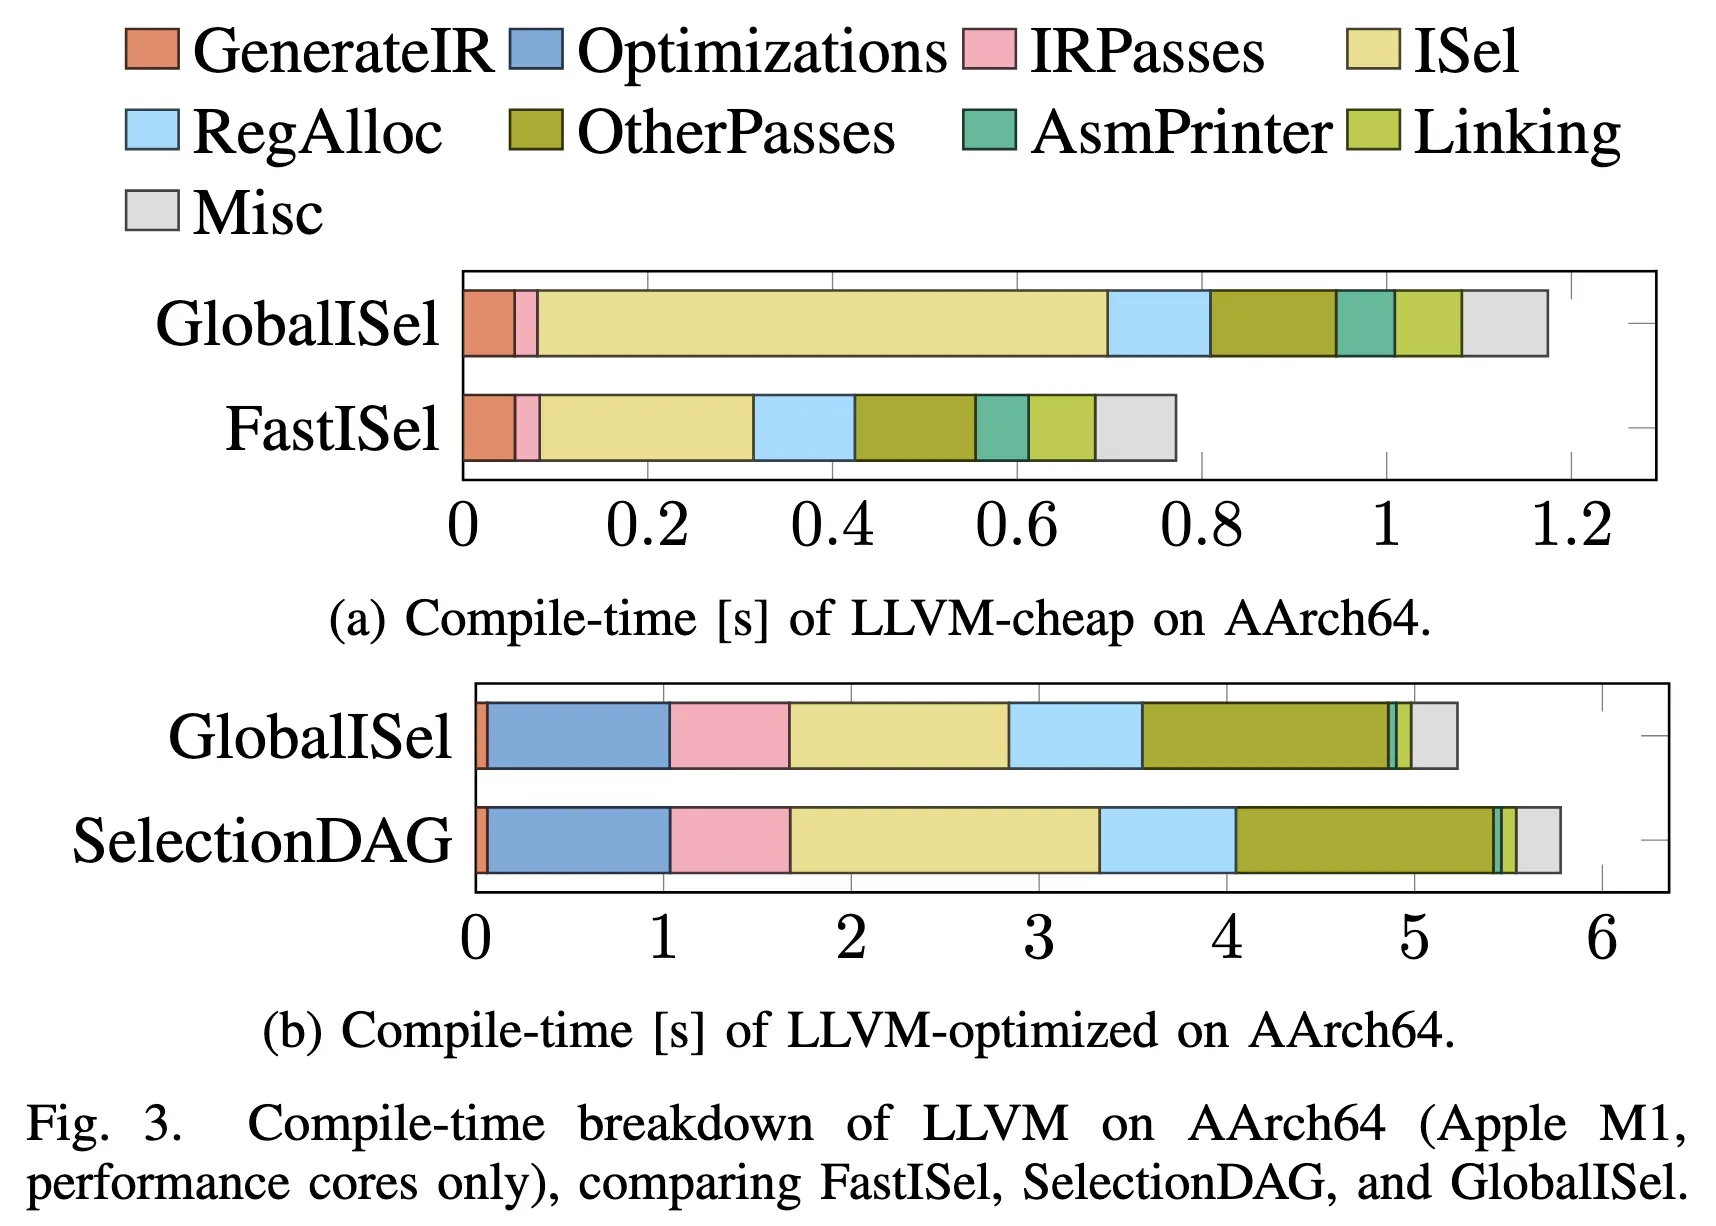 GenerateIR Optimizations IRPasses ISel
RegAlloc OtherPasses AsmPrinter Linking
Misc
GlobalISel
FastISel
0 0.2 0.4 0.6 0.8 1 1.2
(a) Compile-time [s] of LLVM-cheap on AArch64.
GlobalISel
SelectionDAG
0 1 2 3 4 5 6
(b) Compile-time [s] of LLVM-optimized on AArch64.
Fig. 3. Compile-time breakdown of LLVM on AArch64 (Apple M1,
performance cores only), comparing FastISel, SelectionDAG, and GlobalISel.